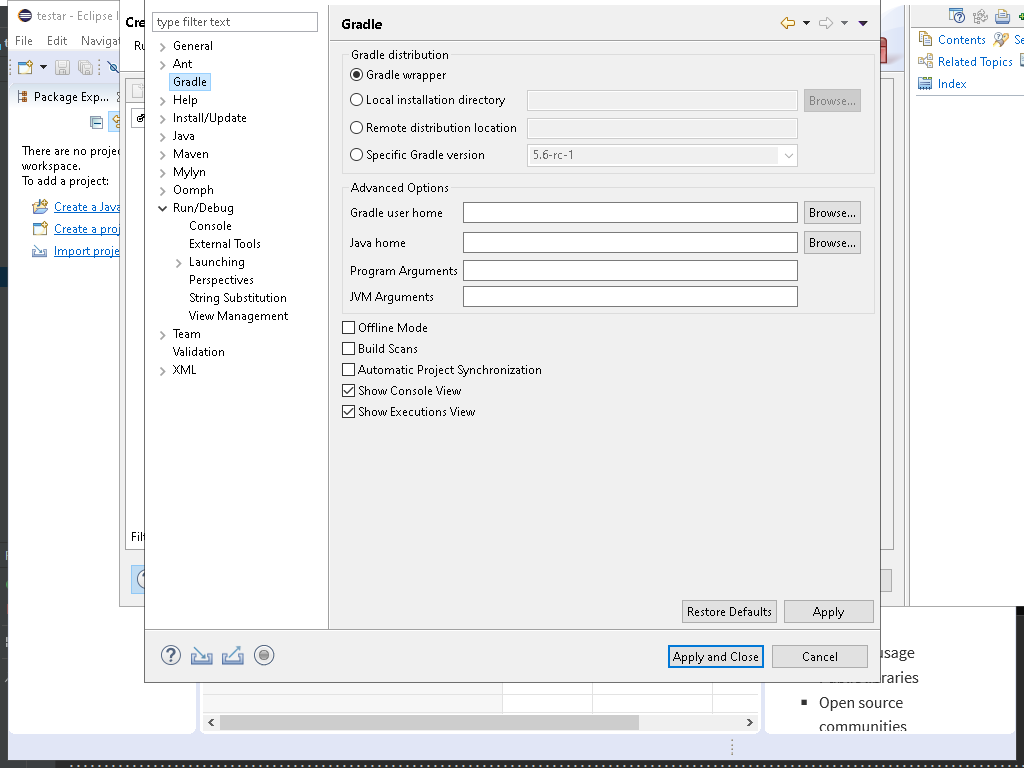 testar - Eclipse I
File Edit Navigat
Package Exp...
There are no projec
workspace.
To add a project:
Create a Java
Create a proj
Import proje
Cre
Ru
Filt
type filter text
General
Ant
Gradle
Help
Install/Update
Java
Maven
Mylyn
Oomph
Run/Debug
Console
External Tools
Launching
Perspectives
String Substitution
View Management
Team
Validation
XML
Gradle
Gradle distribution
Gradle wrapper
Local installation directory Browse...
Remote distribution location
Specific Gradle version 5.6-rc-1
Advanced Options
Gradle user home Browse...
Java home Browse...
Program Arguments
JVM Arguments
Offline Mode
Build Scans
Automatic Project Synchronization
Show Console View
Show Executions View
Restore Defaults Apply
Apply and Close Cancel
Contents Se
Related Topics
Index
usage
raries
Open source
communities